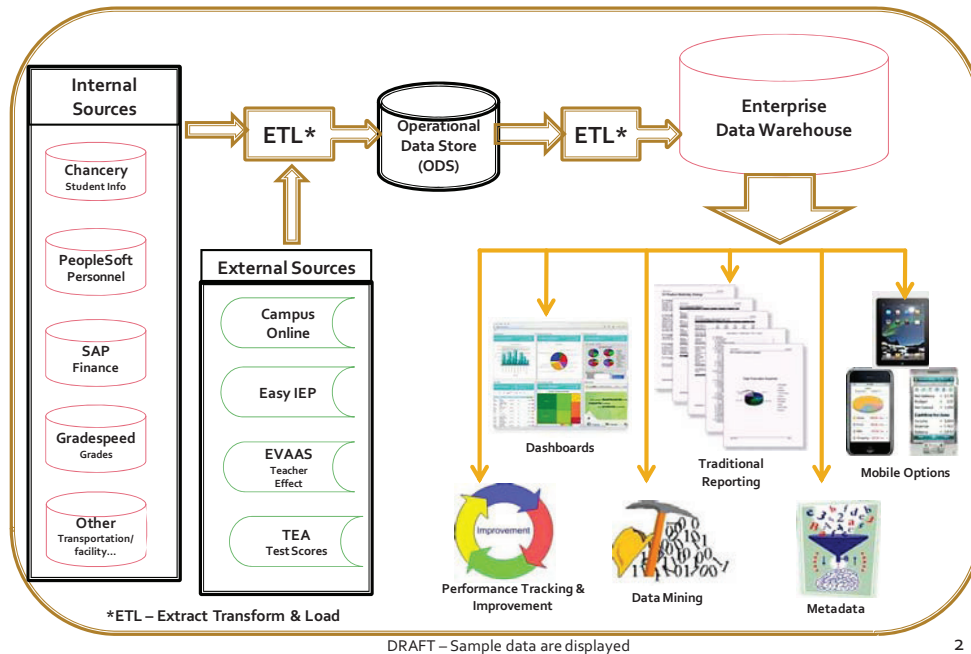 Internal
Sources
Chancery
Student Info
PeopleSoft
Personnel
SAP
Finance
Gradespeed
Grades
Other
Transportation/
facility...
ETL*
External Sources
Campus
Online
Easy IEP
EVAAS
Teacher
Effect
TEA
Test Scores
Operational
Data Store
(ODS)
ETL*
Enterprise
Data Warehouse
Dashboards
Traditional
Reporting
Mobile Options
Improvement
Performance Tracking &
Improvement
Data Mining
Metadata
*ETL – Extract Transform & Load
DRAFT – Sample data are displayed
2